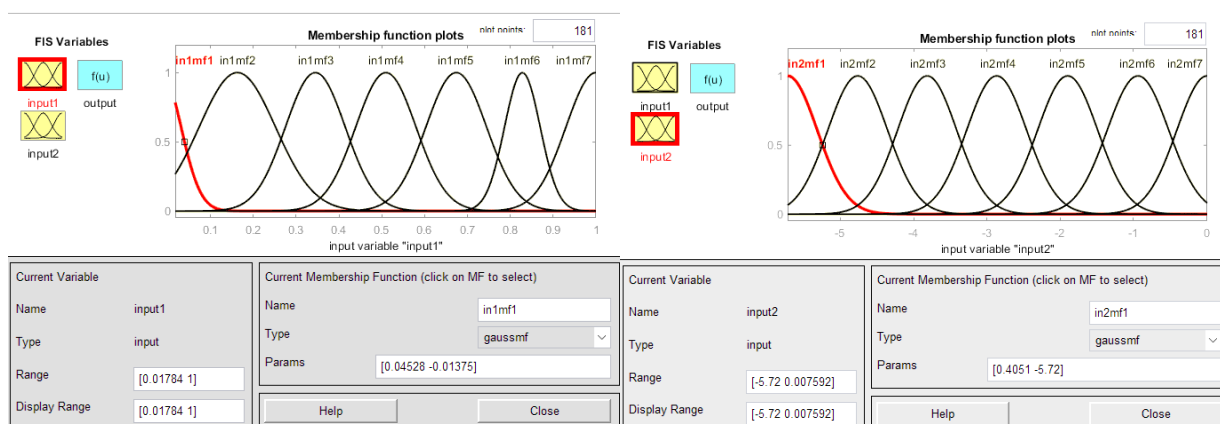 FIS Variables
f(u)
input1
output
input2
Membership function plots
plot points:
181
in1mf1 in1mf2 in1mf3 in1mf4 in1mf5 in1mf6 in1mf7
1
0.5
0
0.1 0.2 0.3 0.4 0.5 0.6 0.7 0.8 0.9 1
input variable "input1"
Current Variable
Name input1
Type input
Range [0.01784 1]
Display Range [0.01784 1]
Current Membership Function (click on MF to select)
Name in1mf1
Type gaussmf
Params [0.04528 -0.01375]
Help Close
FIS Variables
f(u)
input1
output
input2
Membership function plots
plot points:
181
in2mf1 in2mf2 in2mf3 in2mf4 in2mf5 in2mf6 in2mf7
1
0.5
0
-5 -4 -3 -2 -1 0
input variable "input2"
Current Variable
Name input2
Type input
Range [-5.72 0.007592]
Display Range [-5.72 0.007592]
Current Membership Function (click on MF to select)
Name in2mf1
Type gaussmf
Params [0.4051 -5.72]
Help Close